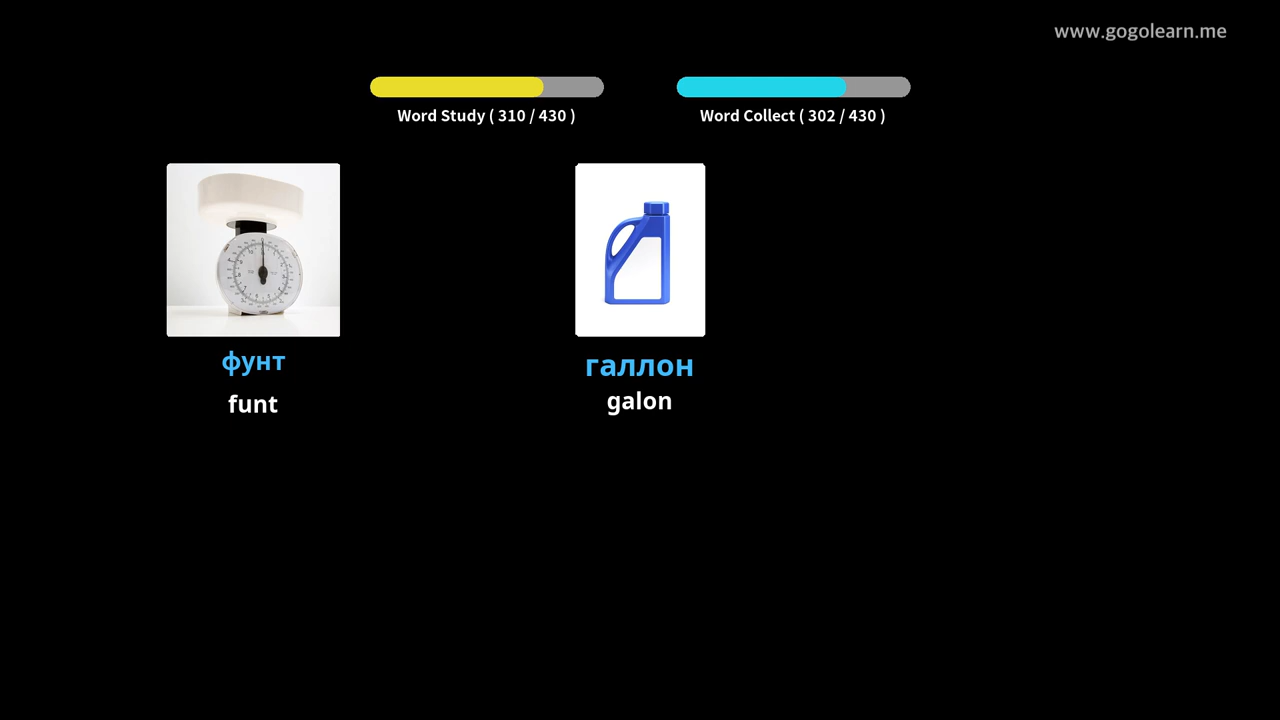 www.gogolearn.me
Word Study ( 310 / 430 )
Word Collect ( 302 / 430 )
фунт
funt
галлон
galon